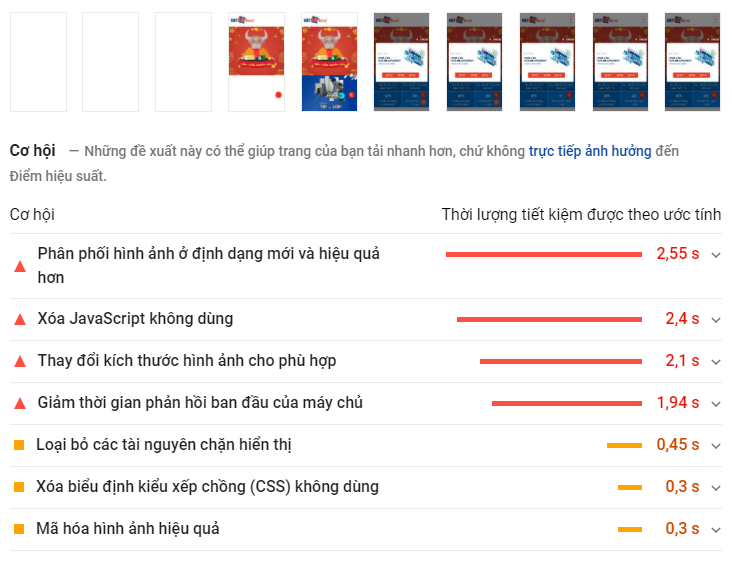 Cơ hội — Những đề xuất này có thể giúp trang của bạn tải nhanh hơn, chứ không trực tiếp ảnh hưởng đến
Điểm hiệu suất.
Cơ hội Thời lượng tiết kiệm được theo ước tính
Phân phối hình ảnh ở định dạng mới và hiệu quả 2,55 s
hơn
Xóa JavaScript không dùng 2,4 s
Thay đổi kích thước hình ảnh cho phù hợp 2,1 s
Giảm thời gian phản hồi ban đầu của máy chủ 1,94 s
Loại bỏ các tài nguyên chặn hiển thị 0,45 s
Xóa biểu định kiểu xếp chồng (CSS) không dùng 0,3 s
Mã hóa hình ảnh hiệu quả 0,3 s